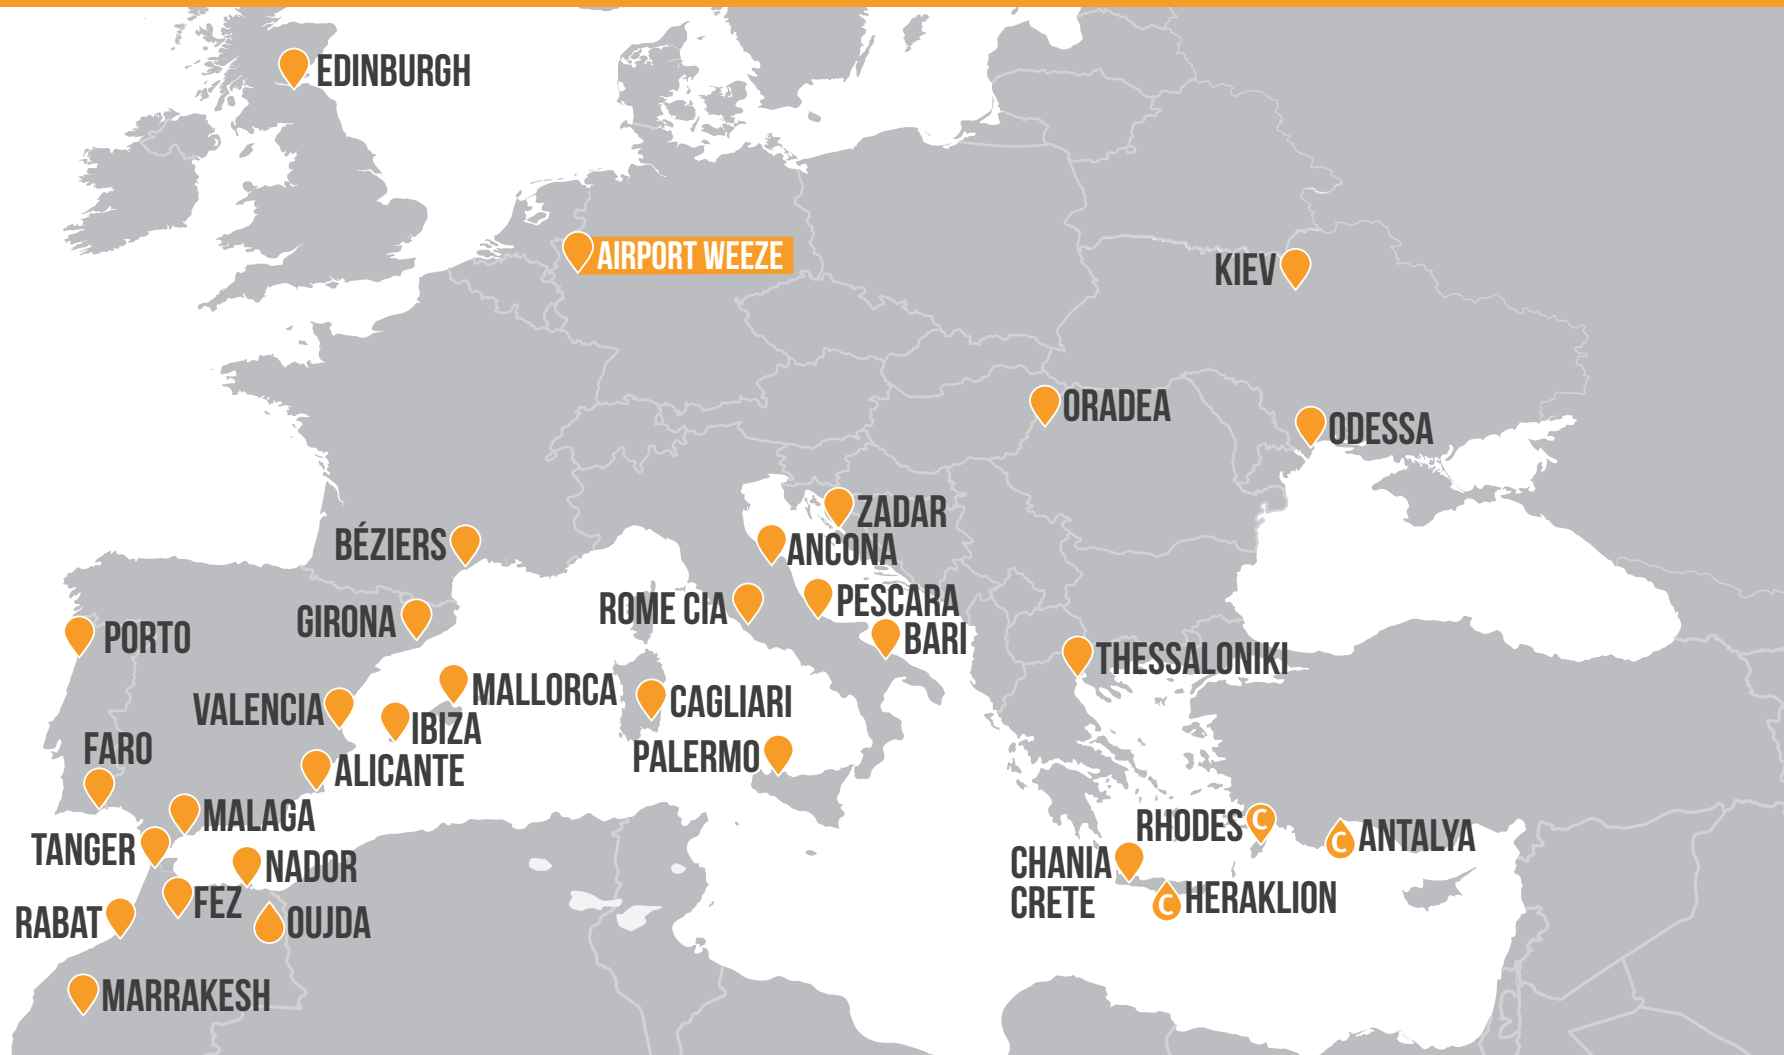 EDINBURGH
AIRPORT WEEZE
KIEV
ORADEA
ODESSA
ZADAR
BÉZIERS
ANCONA
PESCARA
ROME CIA
GIRONA
PORTO
BARI
THESSALONIKI
MALLORCA
CAGLIARI
VALENCIA
IBIZA
FARO
PALERMO
ALICANTE
MALAGA
RHODES C
C ANTALYA
TANGER
NADOR
CHANIA
CRETE
C HERAKLION
FEZ
RABAT
OUJDA
MARRAKESH